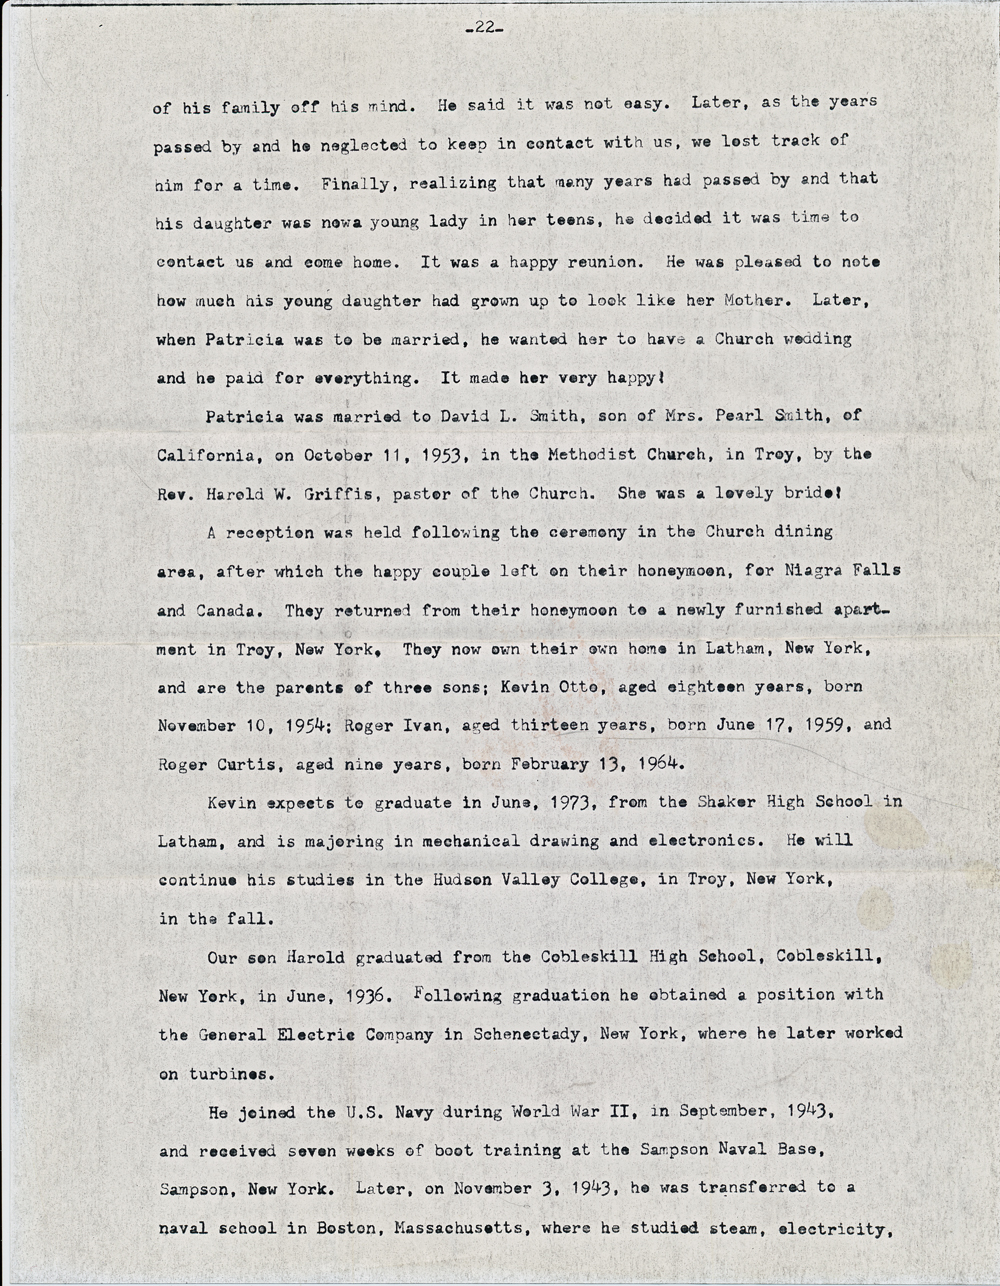 -22-
of his family off his mind.  He said it was not easy.  Later, as the years
passed by and he neglected to keep in contact with us, we lost track of
him for a time.  Finally, realizing that many years had passed by and that
his daughter was nowa young lady in her teens, he decided it was time to
contact us and come home.  It was a happy reunion.  He was pleased to note
how much his young daughter had grown up to look like her Mother.  Later,
when Patricia was to be married, he wanted her to have a Church wedding
and he paid for everything.  It made her very happy!
Patricia was married to David L. Smith, son of Mrs. Pearl Smith, of
California, on October 11, 1953, in the Methodist Church, in Troy, by the
Rev. Harold W. Griffis, pastor of the Church.  She was a lovely bride!
A reception was held following the ceremony in the Church dining
area, after which the happy couple left on their honeymoon, for Niagra Falls
and Canada.  They returned from their honeymoon to a newly furnished apart-
ment in Troy, New York.  They now own their own home in Latham, New York,
and are the parents of three sons; Kevin Otto, aged eighteen years, born
November 10, 1954; Roger Ivan, aged thirteen years, born June 17, 1959, and
Roger Curtis, aged nine years, born February 13, 1964.
Kevin expects to graduate in June, 1973, from the Shaker High School in
Latham, and is majoring in mechanical drawing and electronics.  He will
continue his studies in the Hudson Valley College, in Troy, New York,
in the fall.
Our son Harold graduated from the Cobleskill High School, Cobleskill,
New York, in June, 1936.  Following graduation he obtained a position with
the General Electric Company in Schenectady, New York, where he later worked
on turbines.
He joined the U.S. Navy during World War II, in September, 1943,
and received seven weeks of boot training at the Sampson Naval Base,
Sampson, New York.  Later, on November 3, 1943, he was transferred to a
naval school in Boston, Massachusetts, where he studied steam, electricity,